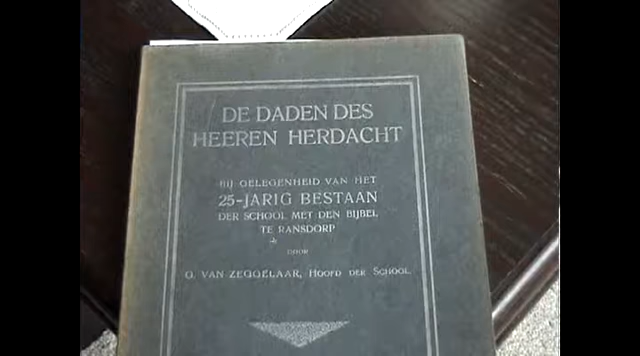 DE DADEN DES
HEEREN HERDACHT
BIJ GELEGENHEID VAN HET
25-JARIG BESTAAN
DER SCHOOL MET DEN BIJBEL
TE RANSDORP
DOOR
G. VAN ZEGGELAAR, HOOFD DER SCHOOL